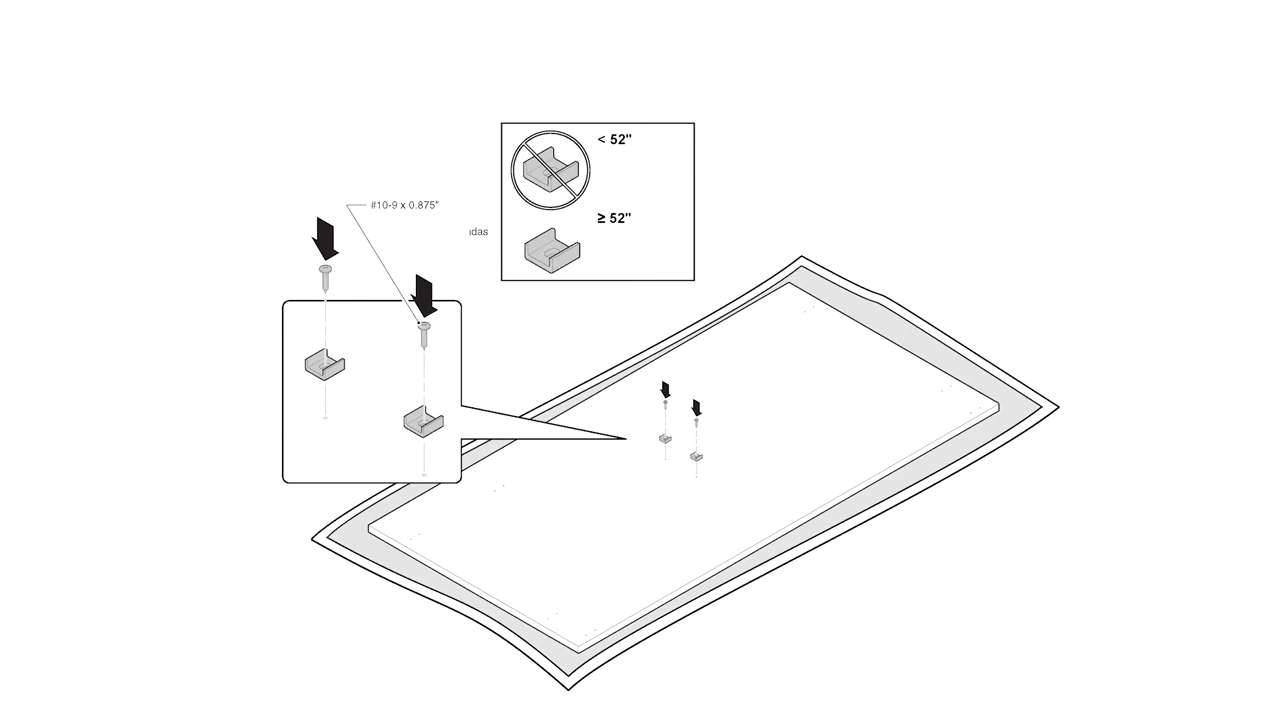 < 52"
#10-9 x 0.875"
≥ 52"